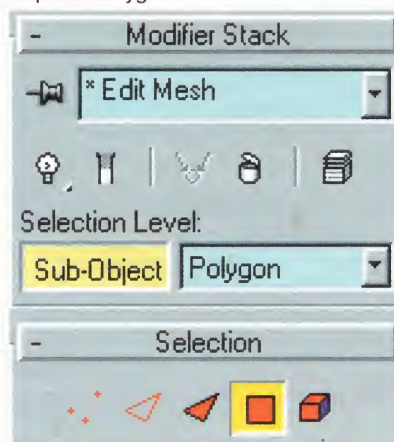 - Modifier Stack
* Edit Mesh
Selection Level:
Sub-Object Polygon
- Selection